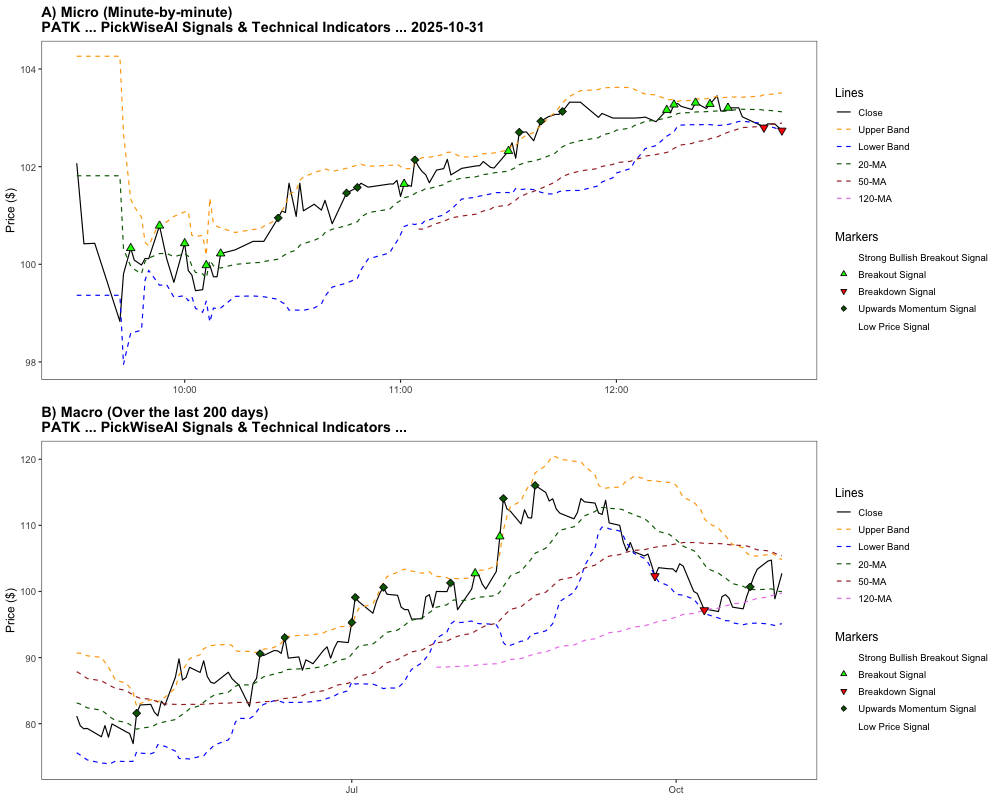 A) Micro (Minute-by-minute)
PATK ... PickWiseAI Signals & Technical Indicators ... 2025-10-31
Price ($)
104
102
100
98
10:00
11:00
12:00
Lines
Close
Upper Band
Lower Band
20-MA
50-MA
120-MA
Markers
Strong Bullish Breakout Signal
Breakout Signal
Breakdown Signal
Upwards Momentum Signal
Low Price Signal
B) Macro (Over the last 200 days)
PATK ... PickWiseAI Signals & Technical Indicators ...
Price ($)
120
110
100
90
80
Jul
Oct
Lines
Close
Upper Band
Lower Band
20-MA
50-MA
120-MA
Markers
Strong Bullish Breakout Signal
Breakout Signal
Breakdown Signal
Upwards Momentum Signal
Low Price Signal